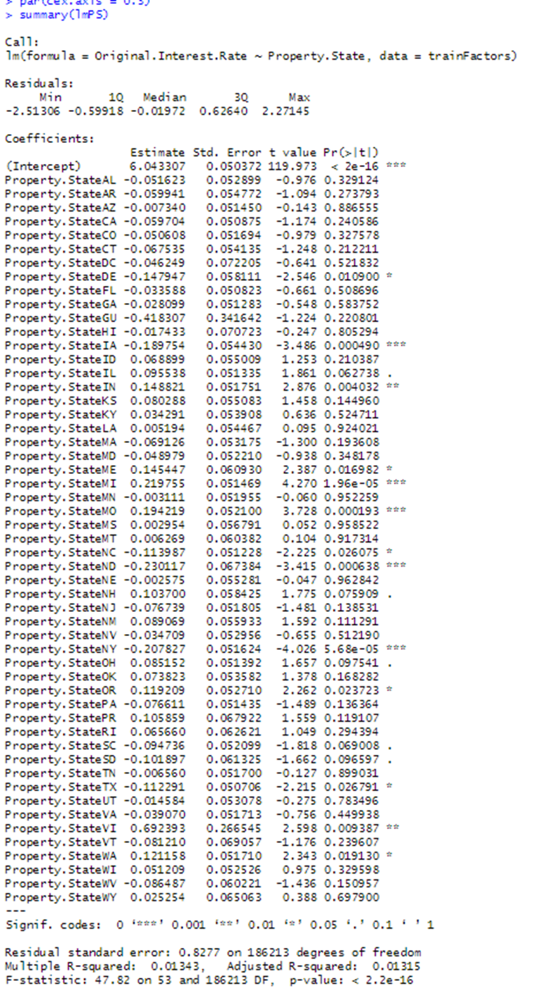 > par(cex.axis = 0.5)
> summary(lmPS)
Call:
lm(formula = Original.Interest.Rate ~ Property.State, data = trainFactors)
Residuals:
Min 1Q Median 3Q Max
-2.51306 -0.59918 -0.01972 0.62640 2.27145
Coefficients:
Estimate Std. Error t value Pr(>|t|)
(Intercept) 6.043307 0.050372 119.973 < 2e-16 ***
Property.StateAL -0.051623 0.052899 -0.976 0.329124
Property.StateAR -0.059941 0.054772 -1.094 0.273793
Property.StateAZ -0.007340 0.051450 -0.143 0.886555
Property.StateCA -0.059704 0.050875 -1.174 0.240586
Property.StateCO -0.050608 0.051694 -0.979 0.327578
Property.StateCT -0.067535 0.054135 -1.248 0.212211
Property.StateDC -0.046249 0.072205 -0.641 0.521832
Property.StateDE -0.147947 0.058111 -2.546 0.010900 *
Property.StateFL -0.033588 0.050823 -0.661 0.508696
Property.StateGA -0.028099 0.051283 -0.548 0.583752
Property.StateGU -0.418307 0.341642 -1.224 0.220801
Property.StateHI -0.017433 0.070723 -0.247 0.805294
Property.StateIA -0.189754 0.054430 -3.486 0.000490 ***
Property.StateID 0.068899 0.055009 1.253 0.210387
Property.StateIL 0.095538 0.051335 1.861 0.062738 .
Property.StateIN 0.148821 0.051751 2.876 0.004032 **
Property.StateKS 0.080288 0.055083 1.458 0.144960
Property.StateKY 0.034291 0.053908 0.636 0.524711
Property.StateLA 0.005194 0.054467 0.095 0.924021
Property.StateMA -0.069126 0.053175 -1.300 0.193608
Property.StateMD -0.048979 0.052210 -0.938 0.348178
Property.StateME 0.145447 0.060930 2.387 0.016982 *
Property.StateMI 0.219755 0.051469 4.270 1.96e-05 ***
Property.StateMN -0.003111 0.051955 -0.060 0.952259
Property.StateMO 0.194219 0.052100 3.728 0.000193 ***
Property.StateMS 0.002954 0.056791 0.052 0.958522
Property.StateMT 0.006269 0.060382 0.104 0.917314
Property.StateNC -0.113987 0.051228 -2.225 0.026075 *
Property.StateND -0.230117 0.067384 -3.415 0.000638 ***
Property.StateNE -0.002575 0.055281 -0.047 0.962842
Property.StateNH 0.103700 0.058425 1.775 0.075909 .
Property.StateNJ -0.076739 0.051805 -1.481 0.138531
Property.StateNM 0.089069 0.055933 1.592 0.111291
Property.StateNV -0.034709 0.052956 -0.655 0.512190
Property.StateNY -0.207827 0.051624 -4.026 5.68e-05 ***
Property.StateOH 0.085152 0.051392 1.657 0.097541 .
Property.StateOK 0.073823 0.053582 1.378 0.168282
Property.StateOR 0.119209 0.052710 2.262 0.023723 *
Property.StatePA -0.076611 0.051435 -1.489 0.136364
Property.StatePR 0.105859 0.067922 1.559 0.119107
Property.StateRI 0.065660 0.062621 1.049 0.294394
Property.StateSC -0.094736 0.052099 -1.818 0.069008 .
Property.StateSD -0.101897 0.061325 -1.662 0.096597 .
Property.StateTN -0.006560 0.051700 -0.127 0.899031
Property.StateTX -0.112291 0.050706 -2.215 0.026791 *
Property.StateUT -0.014584 0.053078 -0.275 0.783496
Property.StateVA -0.039070 0.051713 -0.756 0.449938
Property.StateVI 0.692393 0.266545 2.598 0.009387 **
Property.StateVT -0.081210 0.069057 -1.176 0.239607
Property.StateWA 0.121158 0.051710 2.343 0.019130 *
Property.StateWI 0.051209 0.052526 0.975 0.329598
Property.StateWV -0.086487 0.060221 -1.436 0.150957
Property.StateWY 0.025254 0.065063 0.388 0.697900
---
Signif. codes: 0 ‘***’ 0.001 ‘**’ 0.01 ‘*’ 0.05 ‘.’ 0.1 ‘ ’ 1
Residual standard error: 0.8277 on 186213 degrees of freedom
Multiple R-squared: 0.01343, Adjusted R-squared: 0.01315
F-statistic: 47.82 on 53 and 186213 DF, p-value: < 2.2e-16